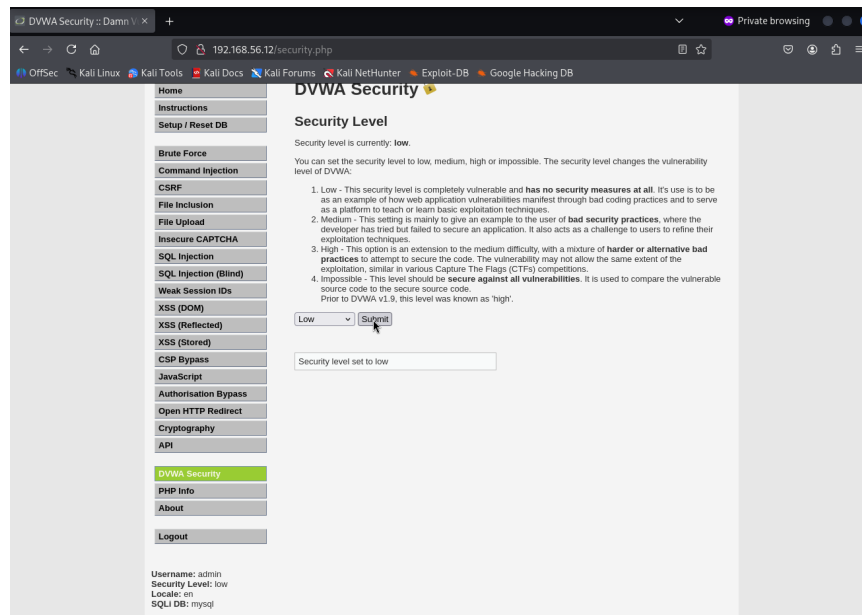 DVWA Security :: Damn V
Private browsing
192.168.56.12/security.php
OffSec Kali Linux Kali Tools Kali Docs Kali Forums Kali NetHunter Exploit-DB Google Hacking DB
Home
Instructions
Setup / Reset DB
Brute Force
Command Injection
CSRF
File Inclusion
File Upload
Insecure CAPTCHA
SQL Injection
SQL Injection (Blind)
Weak Session IDs
XSS (DOM)
XSS (Reflected)
XSS (Stored)
CSP Bypass
JavaScript
Authorisation Bypass
Open HTTP Redirect
Cryptography
API
DVWA Security
PHP Info
About
Logout
Username: admin
Security Level: low
Locale: en
SQLi DB: mysql
DVWA Security
Security Level
Security level is currently: low.
You can set the security level to low, medium, high or impossible. The security level changes the vulnerability
level of DVWA:
1. Low - This security level is completely vulnerable and has no security measures at all. It's use is to be
as an example of how web application vulnerabilities manifest through bad coding practices and to serve
as a platform to teach or learn basic exploitation techniques.
2. Medium - This setting is mainly to give an example to the user of bad security practices, where the
developer has tried but failed to secure an application. It also acts as a challenge to users to refine their
exploitation techniques.
3. High - This option is an extension to the medium difficulty, with a mixture of harder or alternative bad
practices to attempt to secure the code. The vulnerability may not allow the same extent of the
exploitation, similar in various Capture The Flags (CTFs) competitions.
4. Impossible - This level should be secure against all vulnerabilities. It is used to compare the vulnerable
source code to the secure source code.
Prior to DVWA v1.9, this level was known as 'high'.
Low Submit
Security level set to low